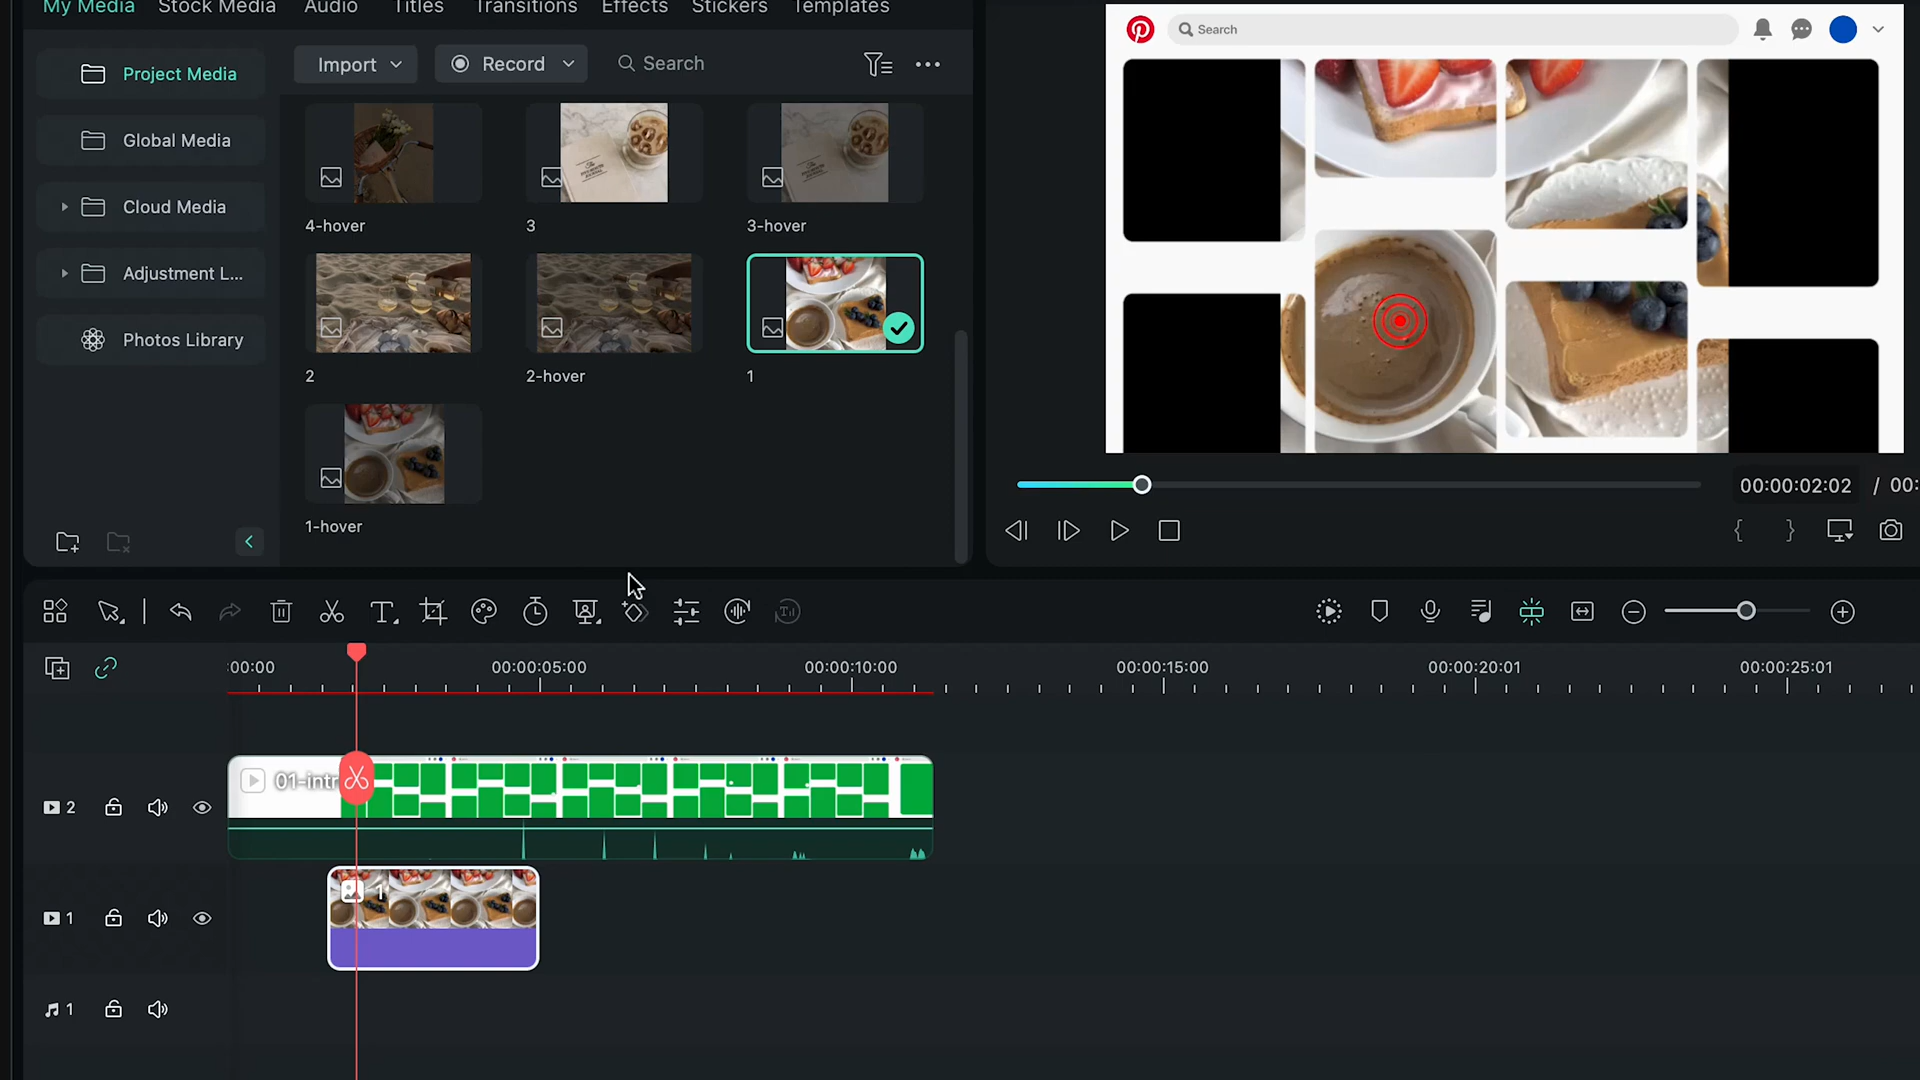 My Media Stock Media Audio Titles Transitions Effects Stickers Templates
Project Media
Global Media
Cloud Media
Adjustment L...
Photos Library
Import
Record
Search
4-hover
3
3-hover
2
2-hover
1
1-hover
Search
00:00:02:02 / 00:
:00:00
00:00:05:00
00:00:10:00
00:00:15:00
00:00:20:01
00:00:25:01
2
01-intr
1
1
1